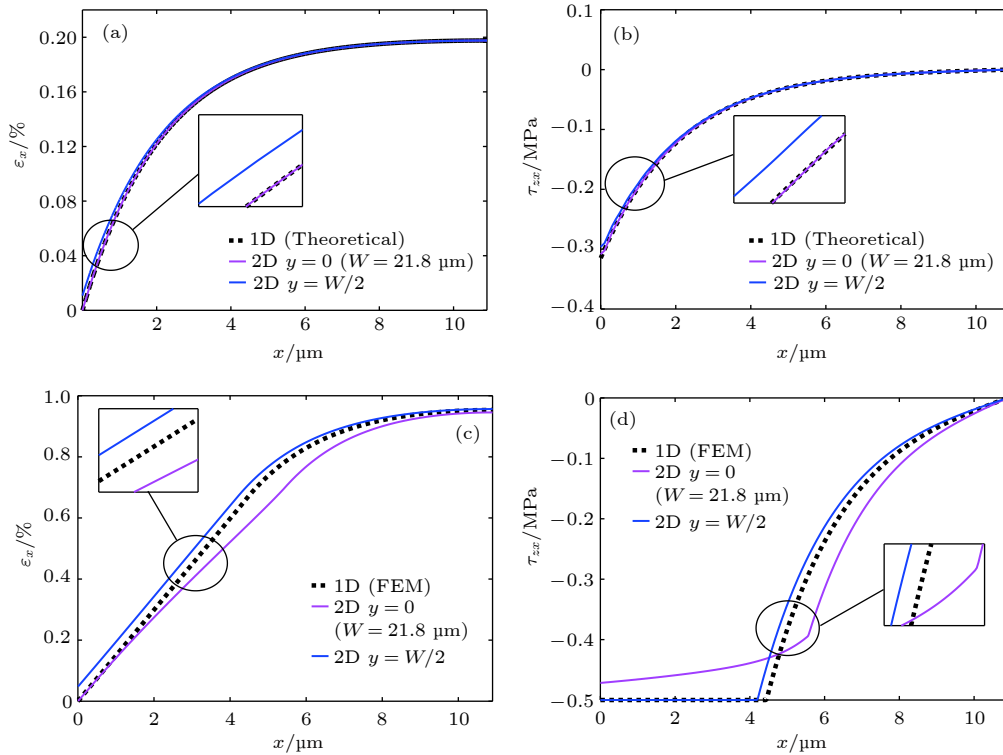 (a)
0.20
0.16
0.12
0.08
0.04
0
εx/%
1D (Theoretical)
2D y=0 (W=21.8 µm)
2D y=W/2
2
4
6
8
10
x/µm
(b)
0.1
0
−0.1
−0.2
−0.3
−0.4
τzx/MPa
1D (Theoretical)
2D y=0 (W=21.8 µm)
2D y=W/2
0
2
4
6
8
10
x/µm
(c)
1.0
0.8
0.6
0.4
0.2
0
εx/%
1D (FEM)
2D y=0
(W=21.8 µm)
2D y=W/2
0
2
4
6
8
10
x/µm
(d)
0
−0.1
−0.2
−0.3
−0.4
−0.5
τzx/MPa
1D (FEM)
2D y=0
(W=21.8 µm)
2D y=W/2
0
2
4
6
8
10
x/µm